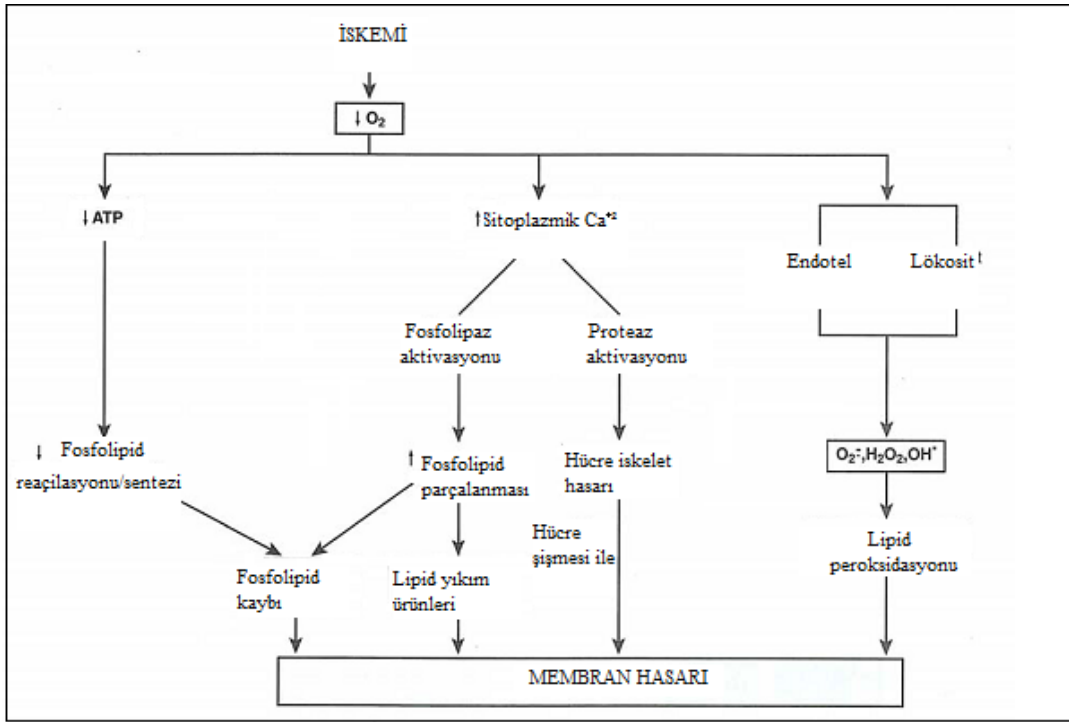 İSKEMİ
↓ O₂
↓ATP
↑Sitoplazmik Ca⁺²
Endotel
Lökosit↑
Fosfolipaz
aktivasyonu
Proteaz
aktivasyonu
↓ Fosfolipid
reaçilasyonu/sentezi
↑ Fosfolipid
parçalanması
Hücre iskelet
hasarı
O₂⁻,H₂O₂,OH•
Hücre
şişmesi ile
Lipid
peroksidasyonu
Fosfolipid
kaybı
Lipid yıkım
ürünleri
MEMBRAN HASARI